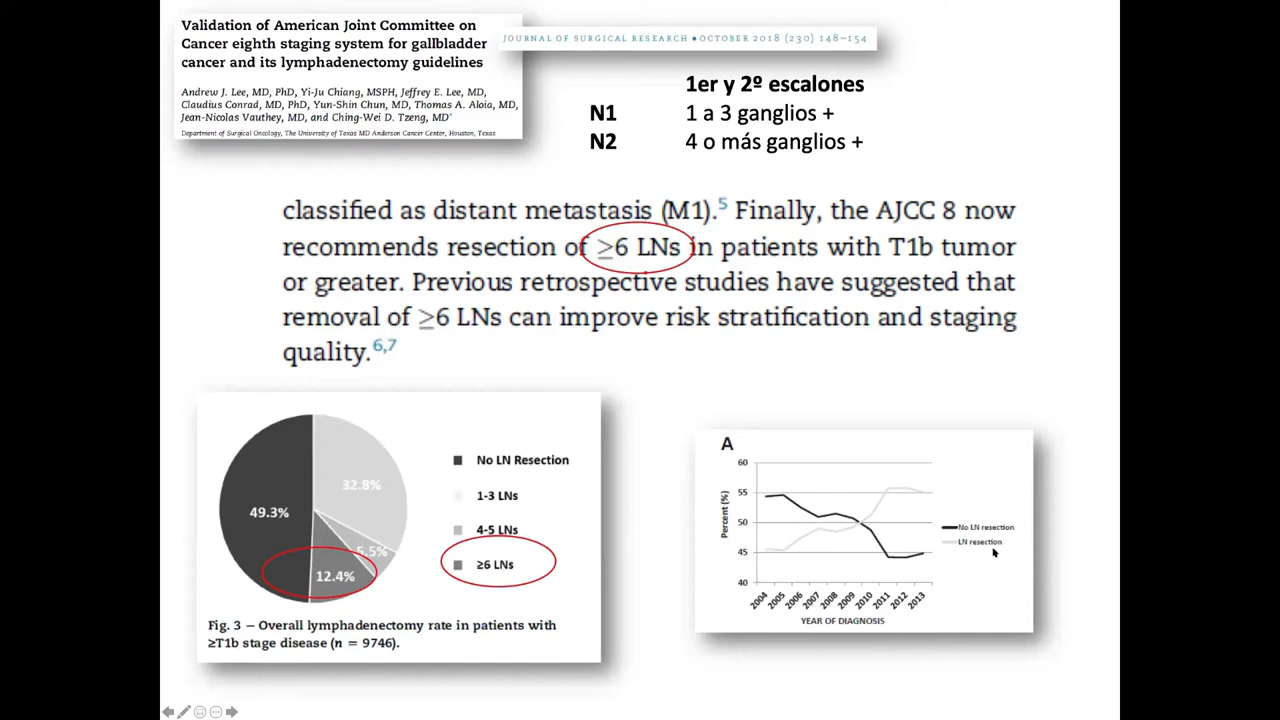 Validation of American Joint Committee on
Cancer eighth staging system for gallbladder
cancer and its lymphadenectomy guidelines
Andrew J. Lee, MD, PhD, Yi-Ju Chiang, MSPH, Jeffrey E. Lee, MD,
Claudius Conrad, MD, PhD, Yun-Shin Chun, MD, Thomas A. Aloia, MD,
Jean-Nicolas Vauthey, MD, and Ching-Wei D. Tzeng, MD*
Department of Surgical Oncology, The University of Texas MD Anderson Cancer Center, Houston, Texas
JOURNAL OF SURGICAL RESEARCH • OCTOBER 2018 (230) 148–154
1er y 2º escalones
N1 1 a 3 ganglios +
N2 4 o más ganglios +
classified as distant metastasis (M1).5 Finally, the AJCC 8 now
recommends resection of ≥6 LNs in patients with T1b tumor
or greater. Previous retrospective studies have suggested that
removal of ≥6 LNs can improve risk stratification and staging
quality.6,7
49.3%
32.8%
5.5%
12.4%
No LN Resection
1-3 LNs
4-5 LNs
≥6 LNs
Fig. 3 – Overall lymphadenectomy rate in patients with
≥T1b stage disease (n = 9746).
A
Percent (%)
60
55
50
45
40
2004 2005 2006 2007 2008 2009 2010 2011 2012 2013
YEAR OF DIAGNOSIS
No LN resection
LN resection